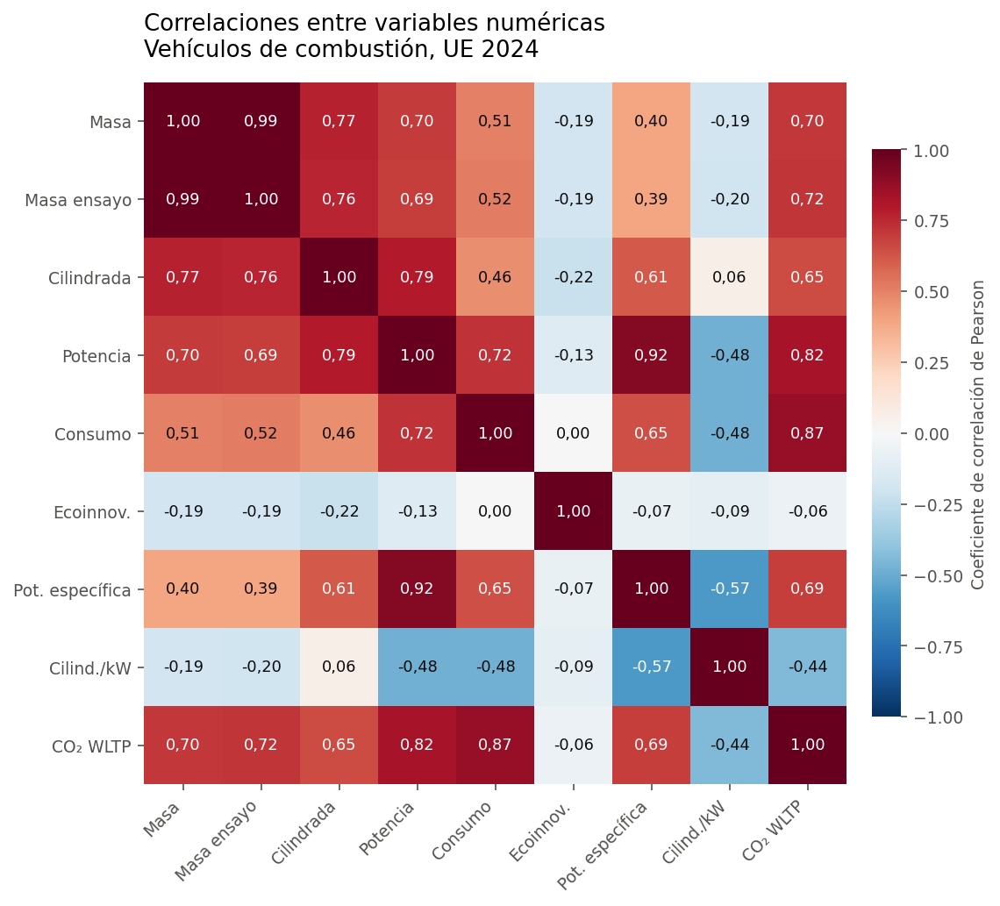 Correlaciones entre variables numéricas
Vehículos de combustión, UE 2024
Masa 1,00 0,99 0,77 0,70 0,51 -0,19 0,40 -0,19 0,70
Masa ensayo 0,99 1,00 0,76 0,69 0,52 -0,19 0,39 -0,20 0,72
Cilindrada 0,77 0,76 1,00 0,79 0,46 -0,22 0,61 0,06 0,65
Potencia 0,70 0,69 0,79 1,00 0,72 -0,13 0,92 -0,48 0,82
Consumo 0,51 0,52 0,46 0,72 1,00 0,00 0,65 -0,48 0,87
Ecoinnov. -0,19 -0,19 -0,22 -0,13 0,00 1,00 -0,07 -0,09 -0,06
Pot. específica 0,40 0,39 0,61 0,92 0,65 -0,07 1,00 -0,57 0,69
Cilind./kW -0,19 -0,20 0,06 -0,48 -0,48 -0,09 -0,57 1,00 -0,44
CO₂ WLTP 0,70 0,72 0,65 0,82 0,87 -0,06 0,69 -0,44 1,00
Masa
Masa ensayo
Cilindrada
Potencia
Consumo
Ecoinnov.
Pot. específica
Cilind./kW
CO₂ WLTP
1.00
0.75
0.50
0.25
0.00
−0.25
−0.50
−0.75
−1.00
Coeficiente de correlación de Pearson